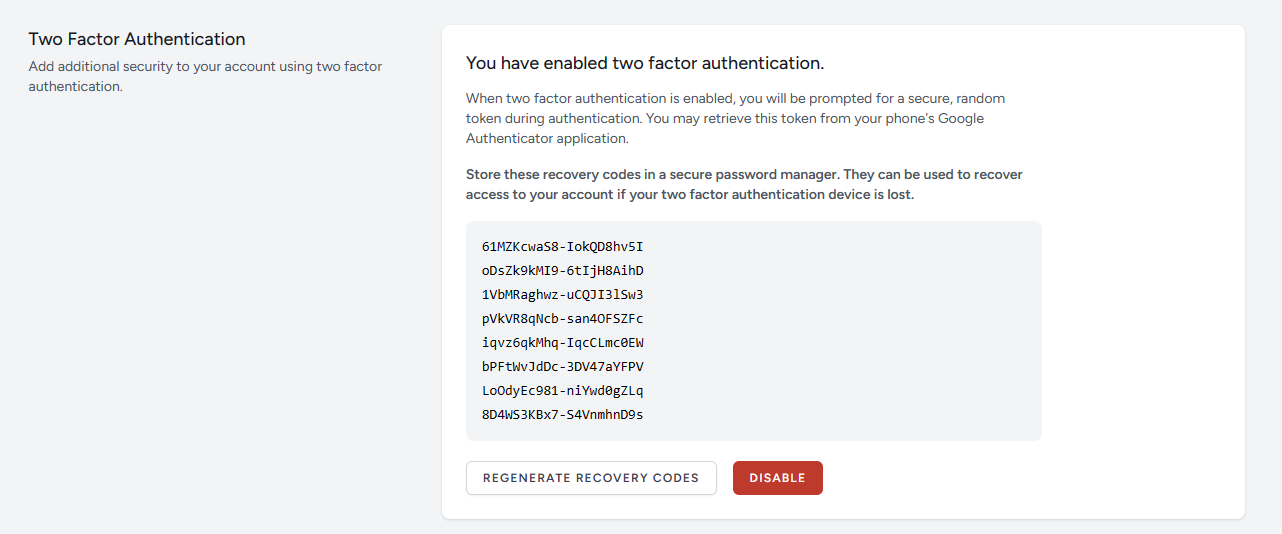 Two Factor Authentication
Add additional security to your account using two factor
authentication.
You have enabled two factor authentication.
When two factor authentication is enabled, you will be prompted for a secure, random
token during authentication. You may retrieve this token from your phone's Google
Authenticator application.
Store these recovery codes in a secure password manager. They can be used to recover
access to your account if your two factor authentication device is lost.
61MZKcwaS8-IokQD8hv5I
oDsZk9kMI9-6tIjH8AihD
1VbMRaghwz-uCQJI3lSw3
pVkVR8qNcb-san4OFSZFc
iqvz6qkMhq-IqcCLmc0EW
bPFtWvJdDc-3DV47aYFPV
LoOdyEc981-niYwd0gZLq
8D4WS3KBx7-S4VnmhnD9s
REGENERATE RECOVERY CODES
DISABLE